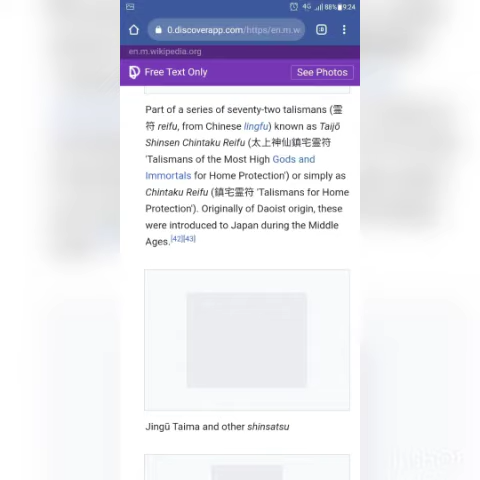 4G 88% 9:24
0.discoverapp.com/https/en.m.w
en.m.wikipedia.org
Free Text Only
See Photos
Part of a series of seventy-two talismans (霊
符 reifu, from Chinese lingfu) known as Taijō
Shinsen Chintaku Reifu (太上神仙鎮宅霊符
'Talismans of the Most High Gods and
Immortals for Home Protection') or simply as
Chintaku Reifu (鎮宅霊符 'Talismans for Home
Protection'). Originally of Daoist origin, these
were introduced to Japan during the Middle
Ages.[42][43]
Jingū Taima and other shinsatsu